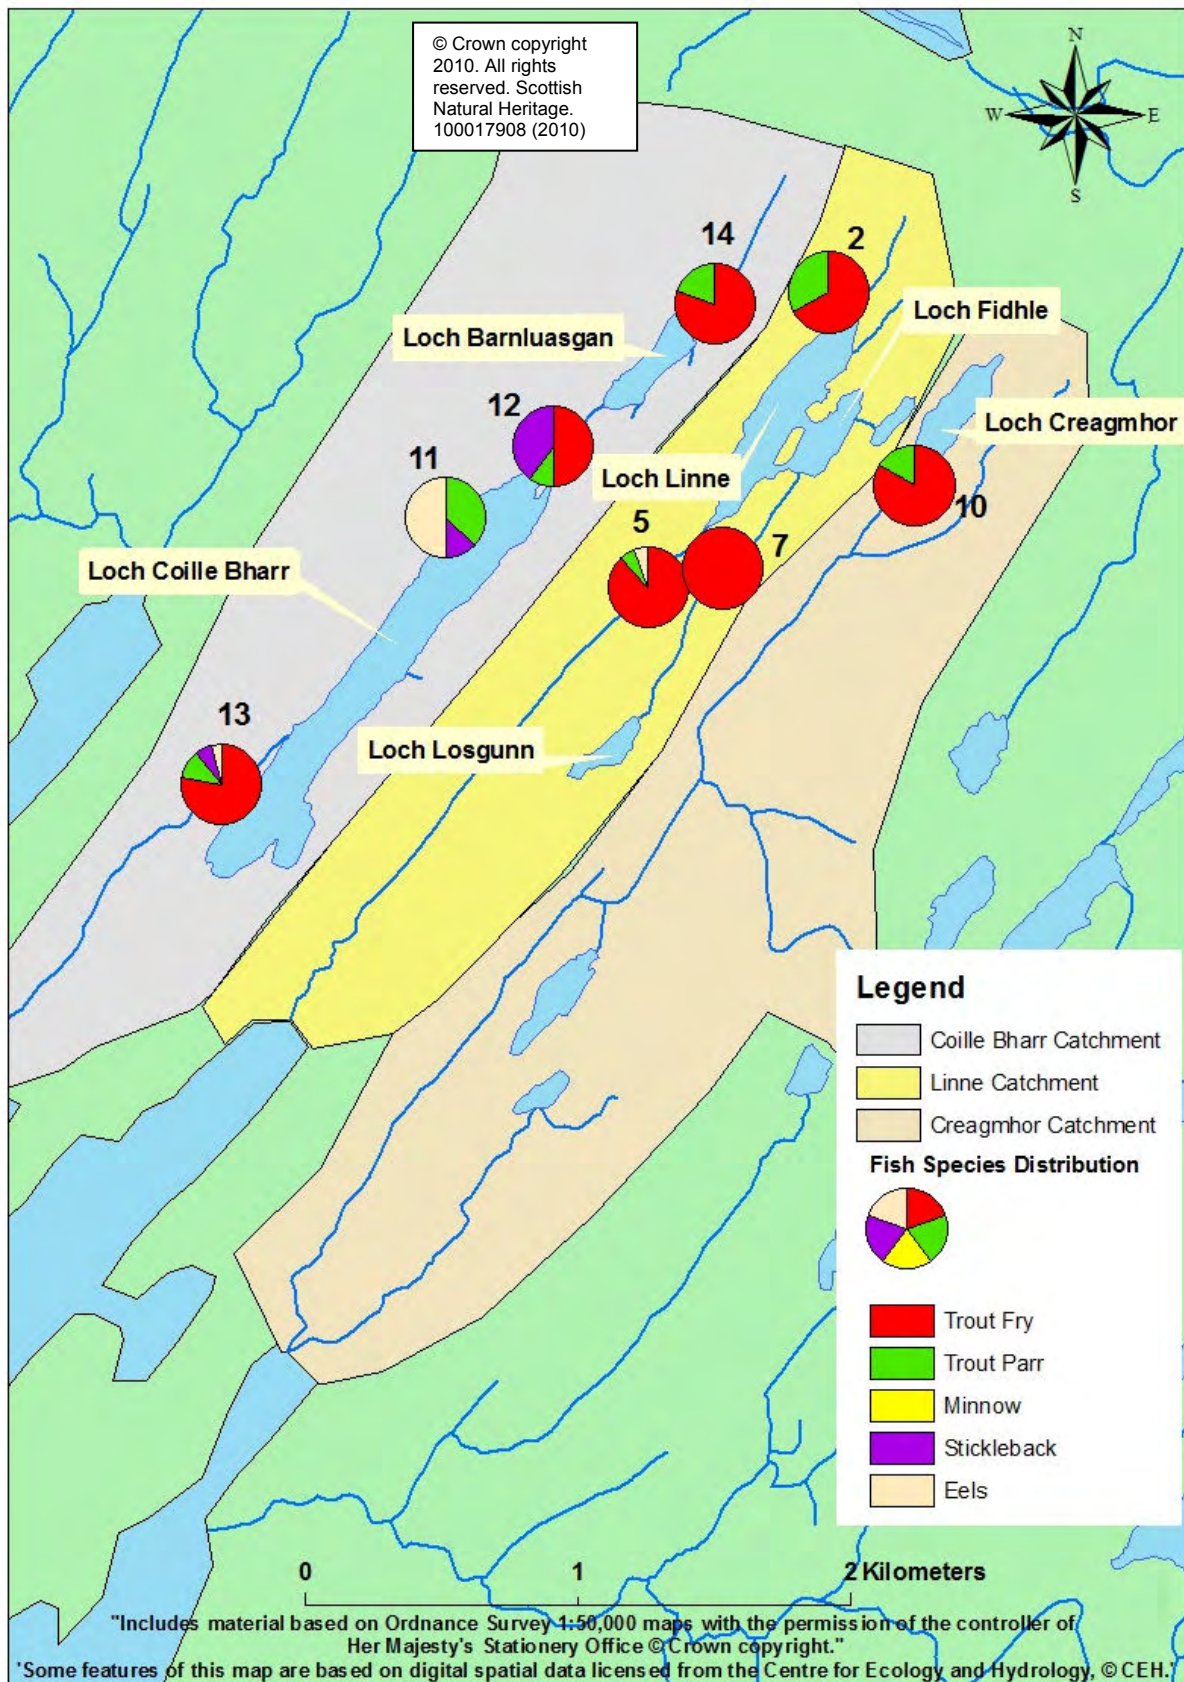 © Crown copyright
2010. All rights
reserved. Scottish
Natural Heritage.
100017908 (2010)
N
W
E
S
14
2
Loch Fidhle
Loch Barnluasgan
12
Loch Creagmhor
11
Loch Linne
10
5
7
Loch Coille Bharr
13
Loch Losgunn
Legend
Coille Bharr Catchment
Linne Catchment
Creagmhor Catchment
Fish Species Distribution
Trout Fry
Trout Parr
Minnow
Stickleback
Eels
0 1 2 Kilometers
"Includes material based on Ordnance Survey 1:50,000 maps with the permission of the controller of
Her Majesty's Stationery Office © Crown copyright."
'Some features of this map are based on digital spatial data licensed from the Centre for Ecology and Hydrology, © CEH.'